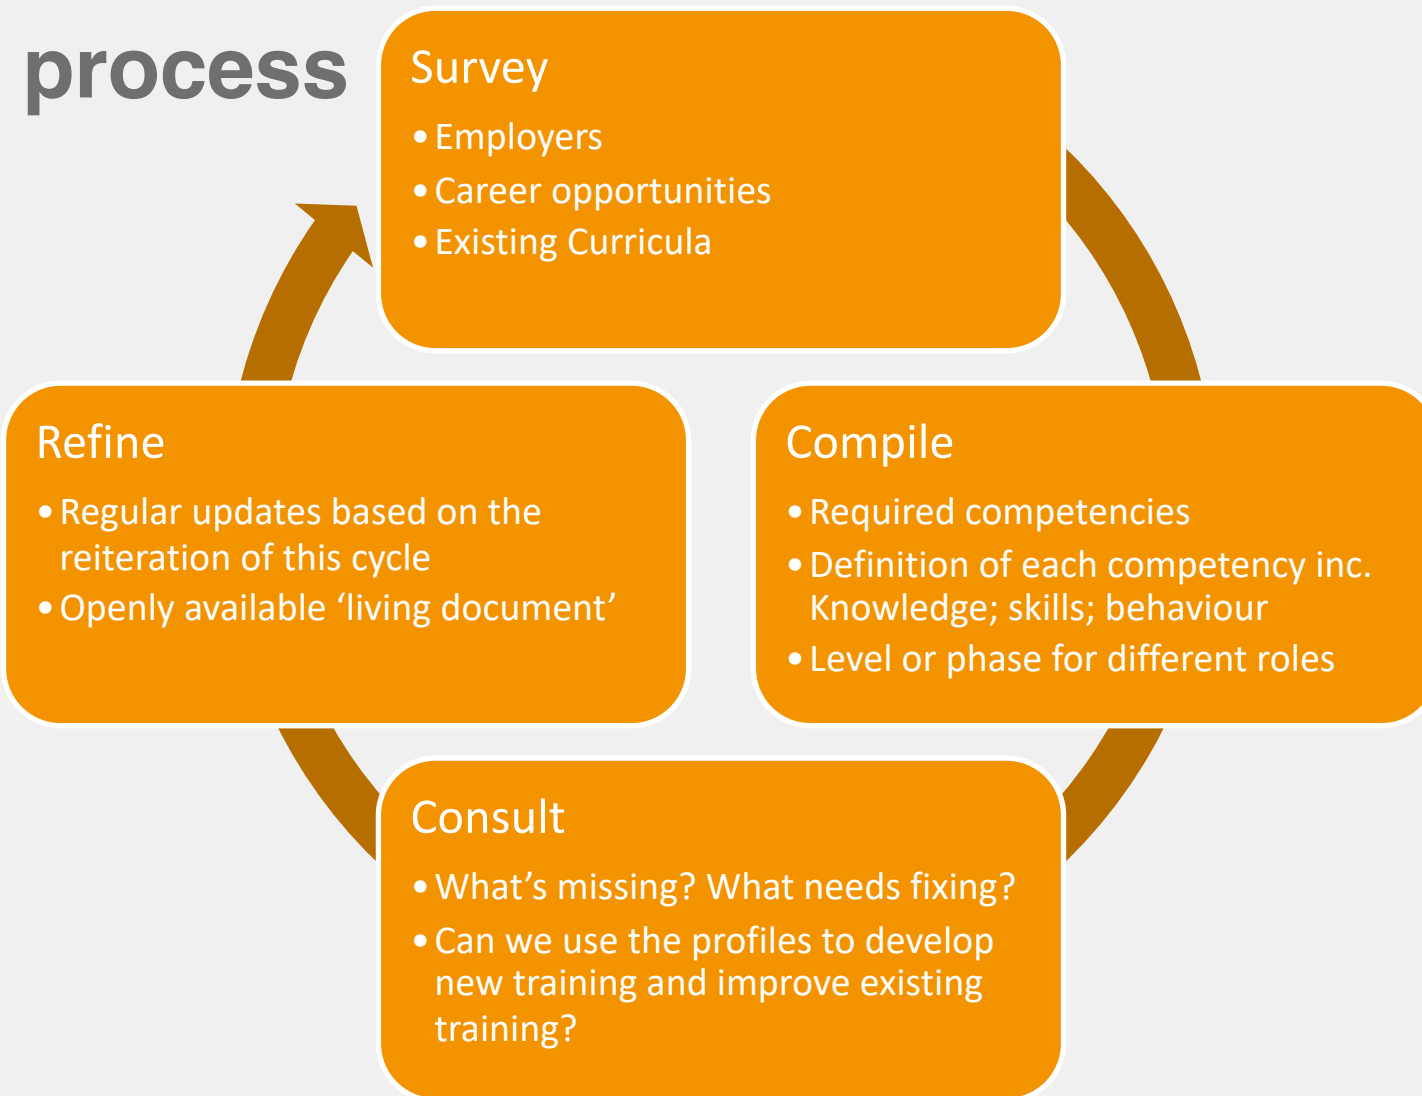 process
Survey
•Employers
•Career opportunities
•Existing Curricula
Compile
•Required competencies
•Definition of each competency inc.
Knowledge; skills; behaviour
•Level or phase for different roles
Consult
•What’s missing? What needs fixing?
•Can we use the profiles to develop
new training and improve existing
training?
Refine
•Regular updates based on the
reiteration of this cycle
•Openly available ‘living document’